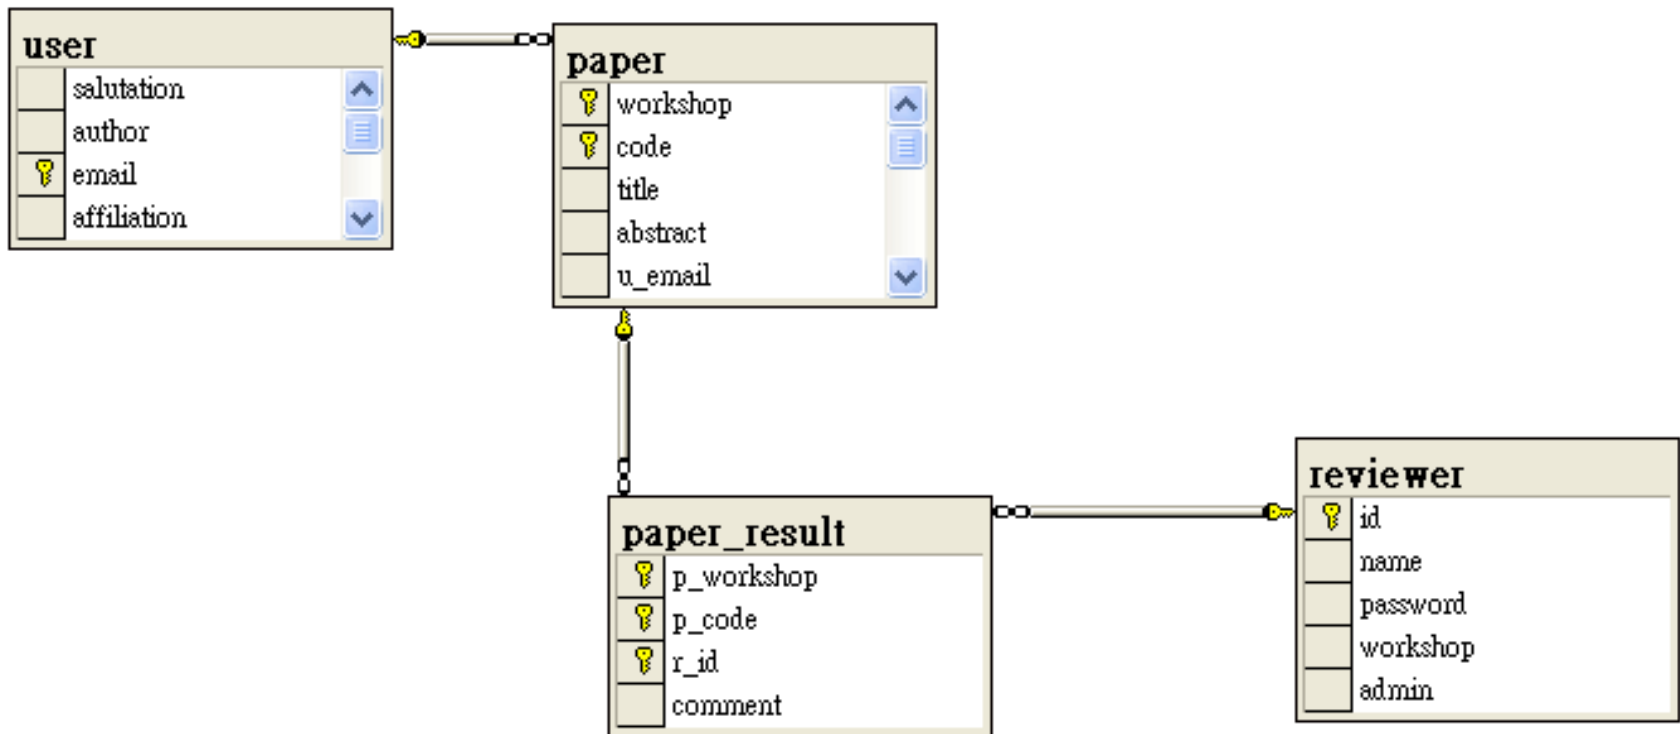 user
salutation
author
email
affiliation
paper
workshop
code
title
abstract
u_email
paper_result
p_workshop
p_code
r_id
comment
reviewer
id
name
password
workshop
admin